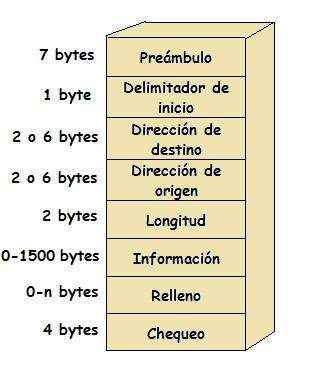 7 bytes Preámbulo
1 byte Delimitador de
inicio
2 o 6 bytes Dirección de
destino
2 o 6 bytes Dirección de
origen
2 bytes Longitud
0-1500 bytes Información
0-n bytes Relleno
4 bytes Chequeo